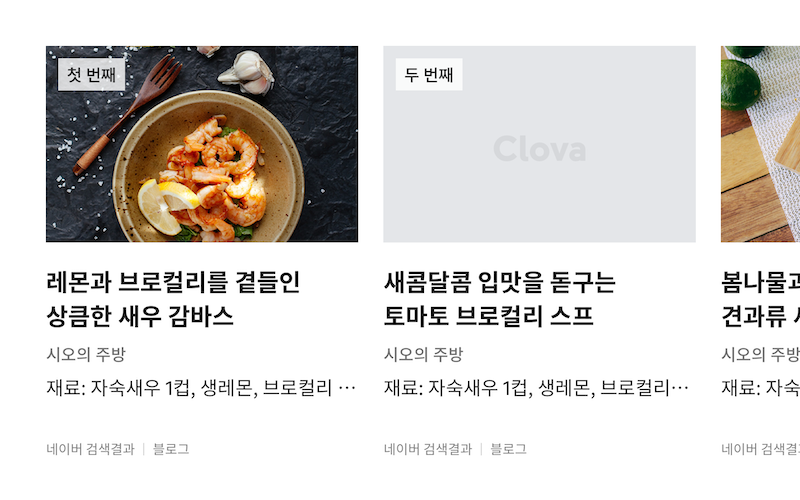 첫 번째
두 번째
Clova
레몬과 브로컬리를 곁들인
상큼한 새우 감바스
시오의 주방
재료: 자숙새우 1컵, 생레몬, 브로컬리 ···
네이버 검색결과 | 블로그
새콤달콤 입맛을 돋구는
토마토 브로컬리 스프
시오의 주방
재료: 자숙새우 1컵, 생레몬, 브로컬리···
네이버 검색결과 | 블로그
봄나물과
견과류
시오의 주방
재료: 자숙
네이버 검색결과